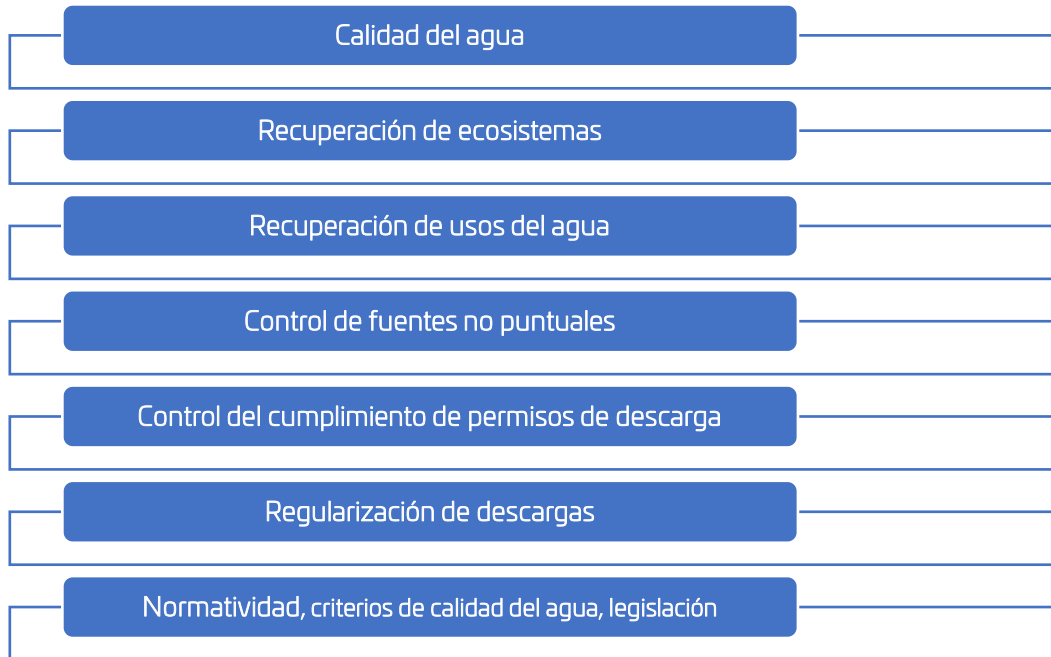 Calidad del agua
Recuperación de ecosistemas
Recuperación de usos del agua
Control de fuentes no puntuales
Control del cumplimiento de permisos de descarga
Regularización de descargas
Normatividad, criterios de calidad del agua, legislación